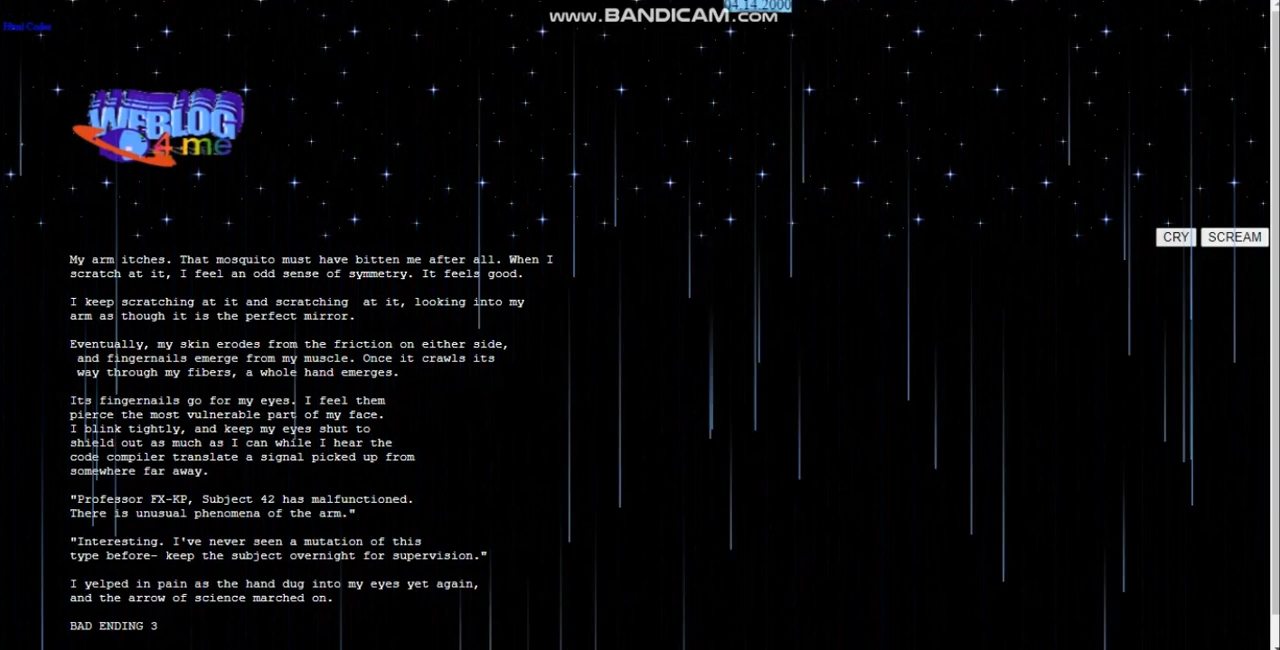 04.14.2000
www.BANDICAM.com
Html Codes
WEBLOG
4 me
CRY SCREAM
My arm itches. That mosquito must have bitten me after all. When I
scratch at it, I feel an odd sense of symmetry. It feels good.
I keep scratching at it and scratching  at it, looking into my
arm as though it is the perfect mirror.
Eventually, my skin erodes from the friction on either side,
and fingernails emerge from my muscle. Once it crawls its
way through my fibers, a whole hand emerges.
Its fingernails go for my eyes. I feel them
pierce the most vulnerable part of my face.
I blink tightly, and keep my eyes shut to
shield out as much as I can while I hear the
code compiler translate a signal picked up from
somewhere far away.
"Professor FX-KP, Subject 42 has malfunctioned.
There is unusual phenomena of the arm."
"Interesting. I've never seen a mutation of this
type before- keep the subject overnight for supervision."
I yelped in pain as the hand dug into my eyes yet again,
and the arrow of science marched on.
BAD ENDING 3